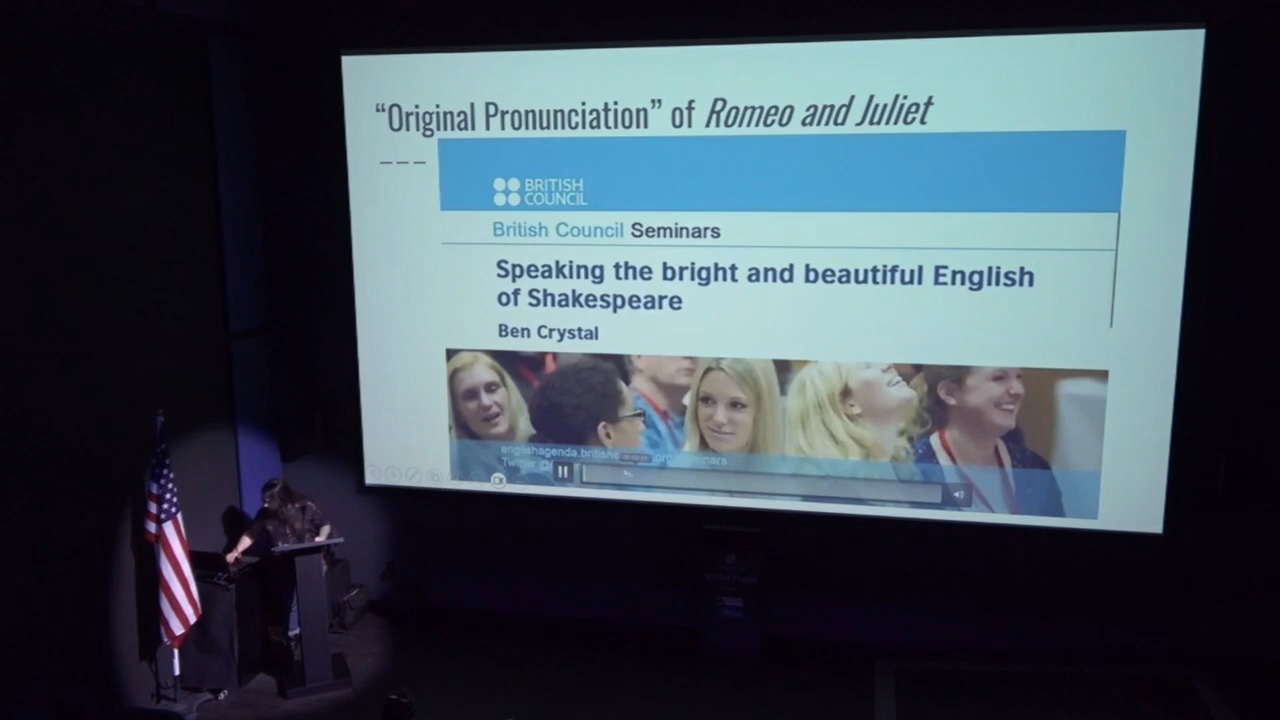 “Original Pronunciation” of Romeo and Juliet
BRITISH
COUNCIL
British Council Seminars
Speaking the bright and beautiful English
of Shakespeare
Ben Crystal
Twitter